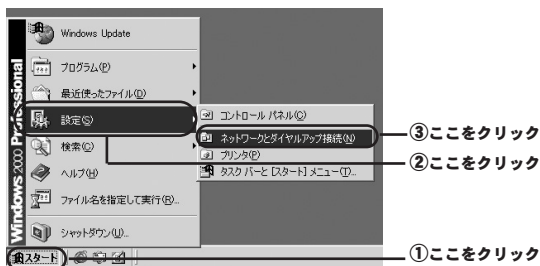 Windows Update
プログラム(P)
最近使ったファイル(D)
設定(S)
検索(C)
ヘルプ(H)
ファイル名を指定して実行(R)...
シャットダウン(U)...
Windows 2000 Professional
コントロール パネル(C)
ネットワークとダイヤルアップ接続(N)
プリンタ(P)
タスク バーと [スタート] メニュー(T)...
③ここをクリック
②ここをクリック
スタート
①ここをクリック